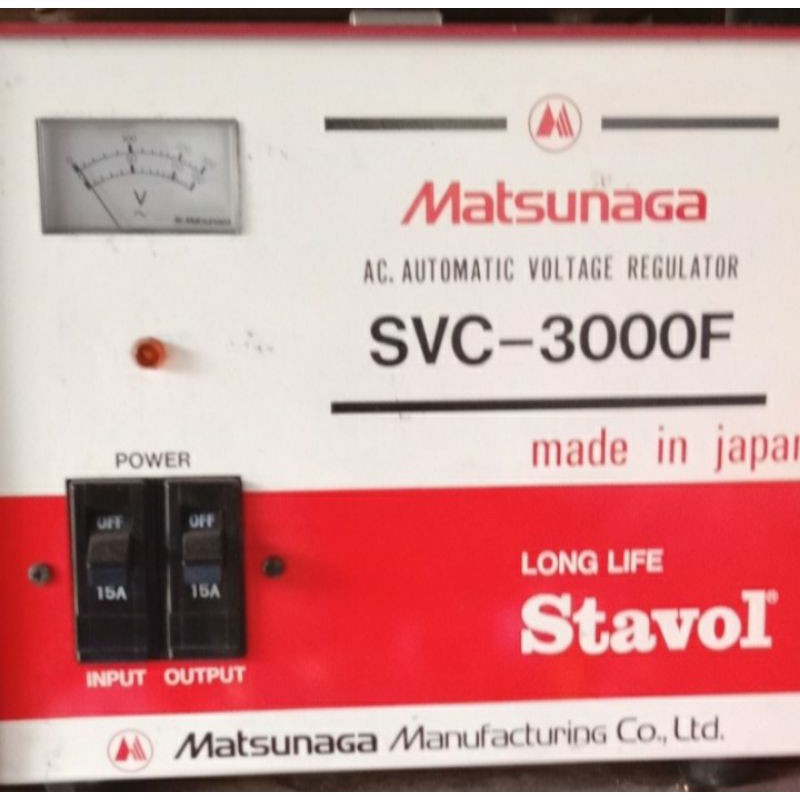 V
Matsunaga
AC. AUTOMATIC VOLTAGE REGULATOR
SVC-3000F
made in japan
POWER
OFF OFF
15A 15A
INPUT OUTPUT
LONG LIFE
Stavol®
Matsunaga Manufacturing Co., Ltd.